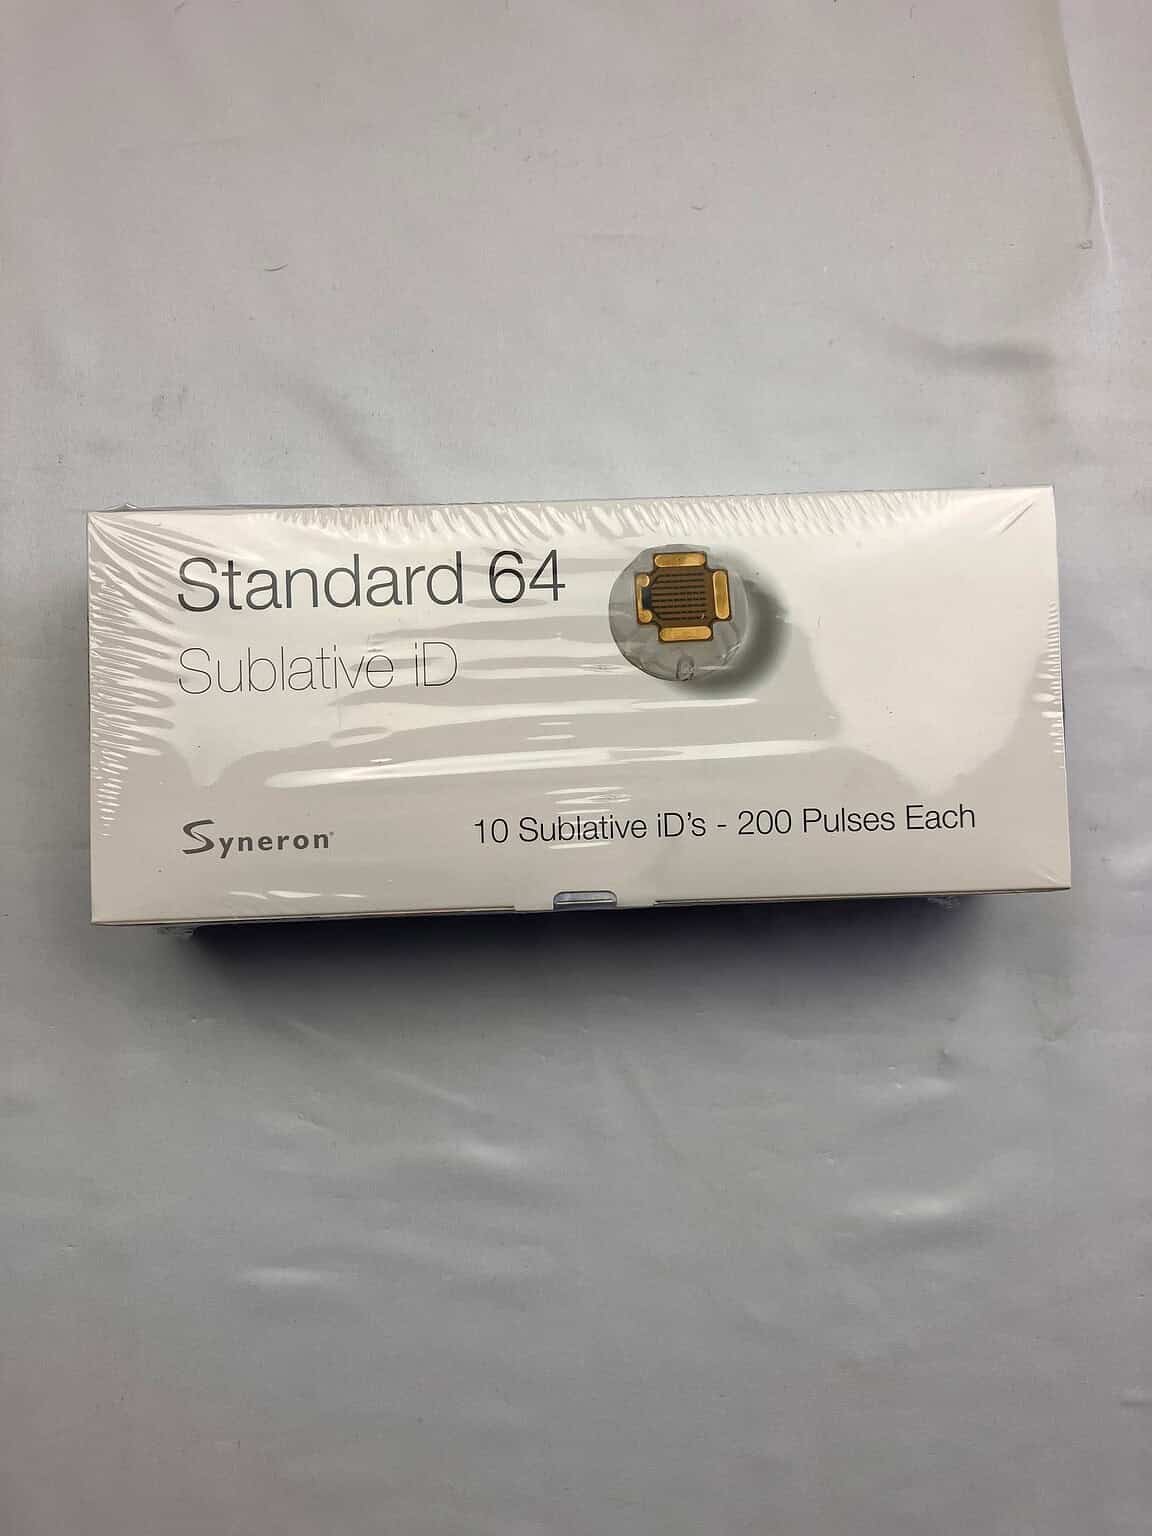 Standard 64
Sublative iD
Syneron®
10 Sublative iD's - 200 Pulses Each